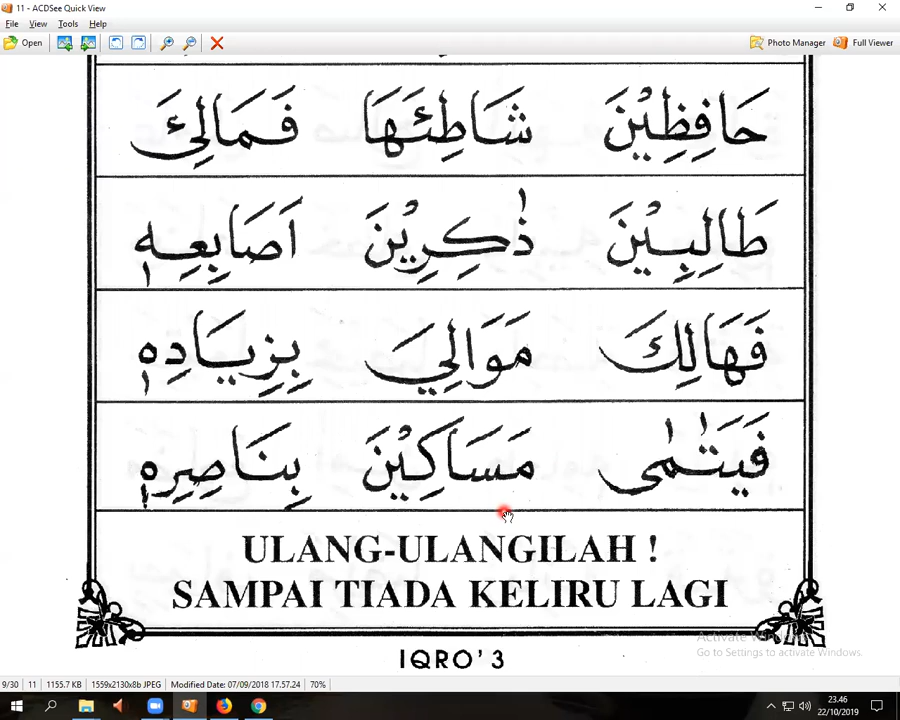 11 - ACDSee Quick View
File View Tools Help
Open Photo Manager Full Viewer
حَافِظِيْنَ شَاطِئَهَا فَمَالِئَ
طَالِبِيْنَ ذٰكِرِيْنَ اَصَابِعِهٖ
فَهَالِكَ مَوَالِيَ بِزِيَادِهٖ
فَيَتٰمٰى مَسَاكِيْنَ بِنَاصِرِهٖ
ULANG-ULANGILAH !
SAMPAI TIADA KELIRU LAGI
IQRO' 3
Activate Windows
Go to Settings to activate Windows.
9/30 11 1155.7 KB 1559x2130x8b JPEG Modified Date: 07/09/2018 17.57.24 70%
23.46
22/10/2019